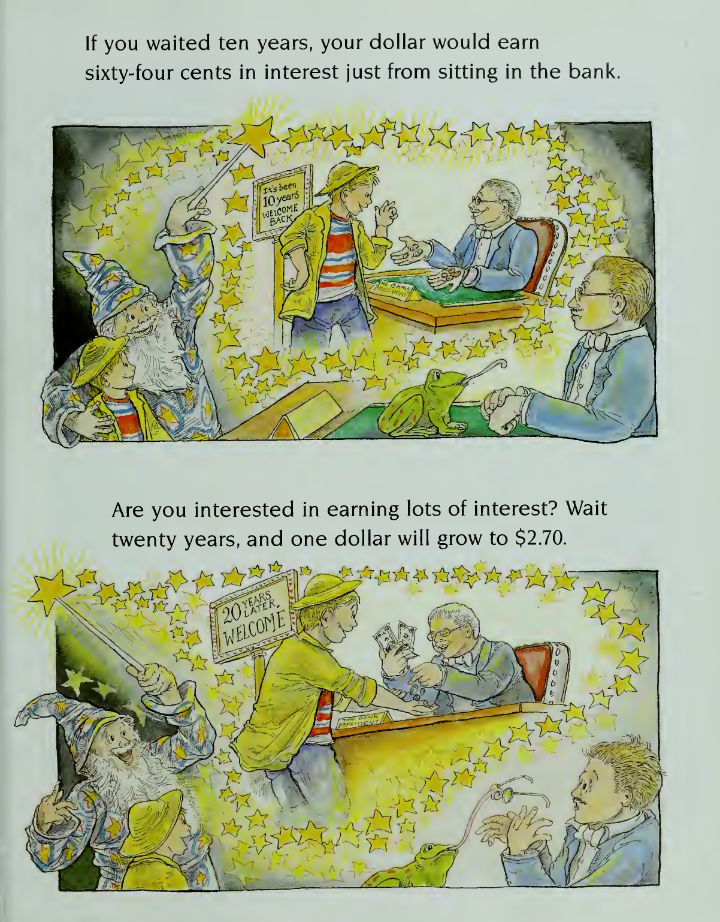 If you waited ten years, your dollar would earn
sixty-four cents in interest just from sitting in the bank.
It's been
10 years
WELCOME
BACK
Are you interested in earning lots of interest? Wait
twenty years, and one dollar will grow to $2.70.
20 YEARS
LATER,
WELCOME
PRESIDENT